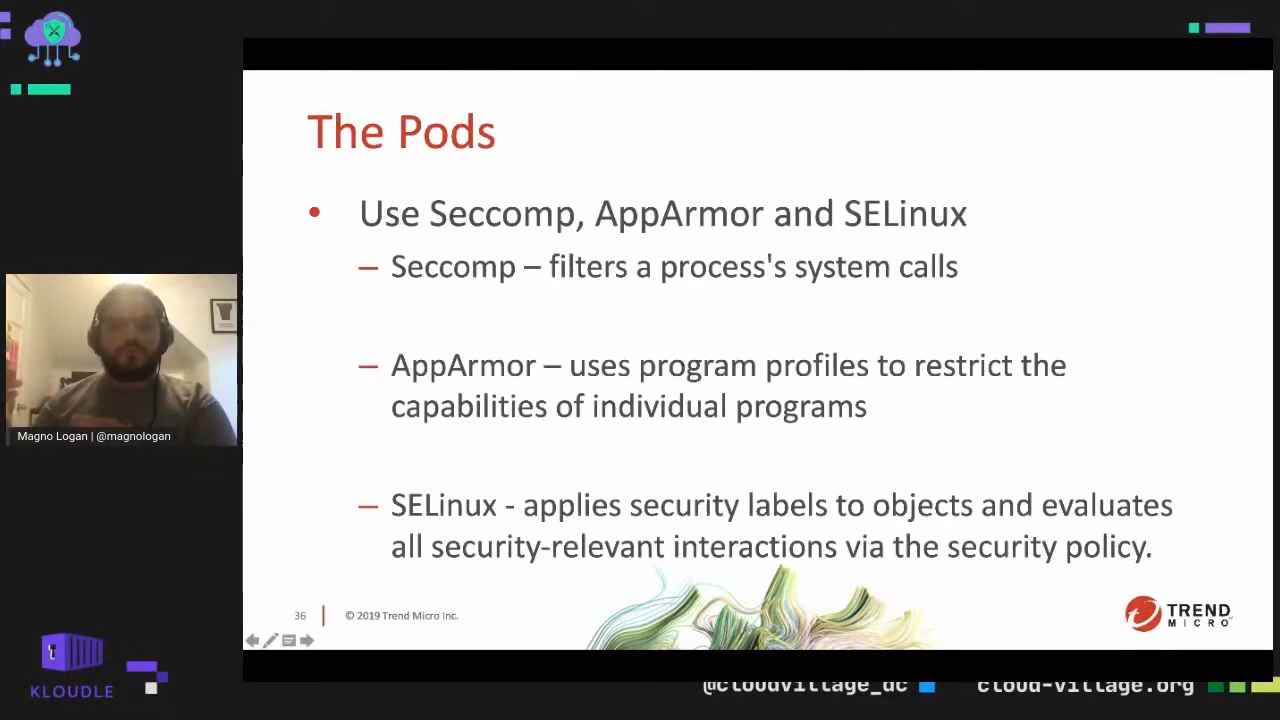 The Pods
• Use Seccomp, AppArmor and SELinux
– Seccomp – filters a process's system calls
– AppArmor – uses program profiles to restrict the
capabilities of individual programs
– SELinux - applies security labels to objects and evaluates
all security-relevant interactions via the security policy.
Magno Logan | @magnologan
36
© 2019 Trend Micro Inc.
TREND
MICRO
KLOUDLE
@cloudvillage_dc
cloud-village.org